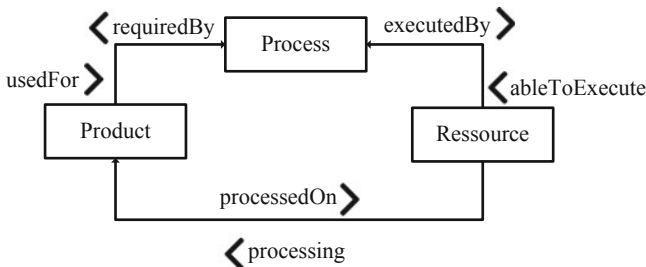 requiredBy
Process
executedBy
usedFor
ableToExecute
Product
Ressource
processedOn
processing